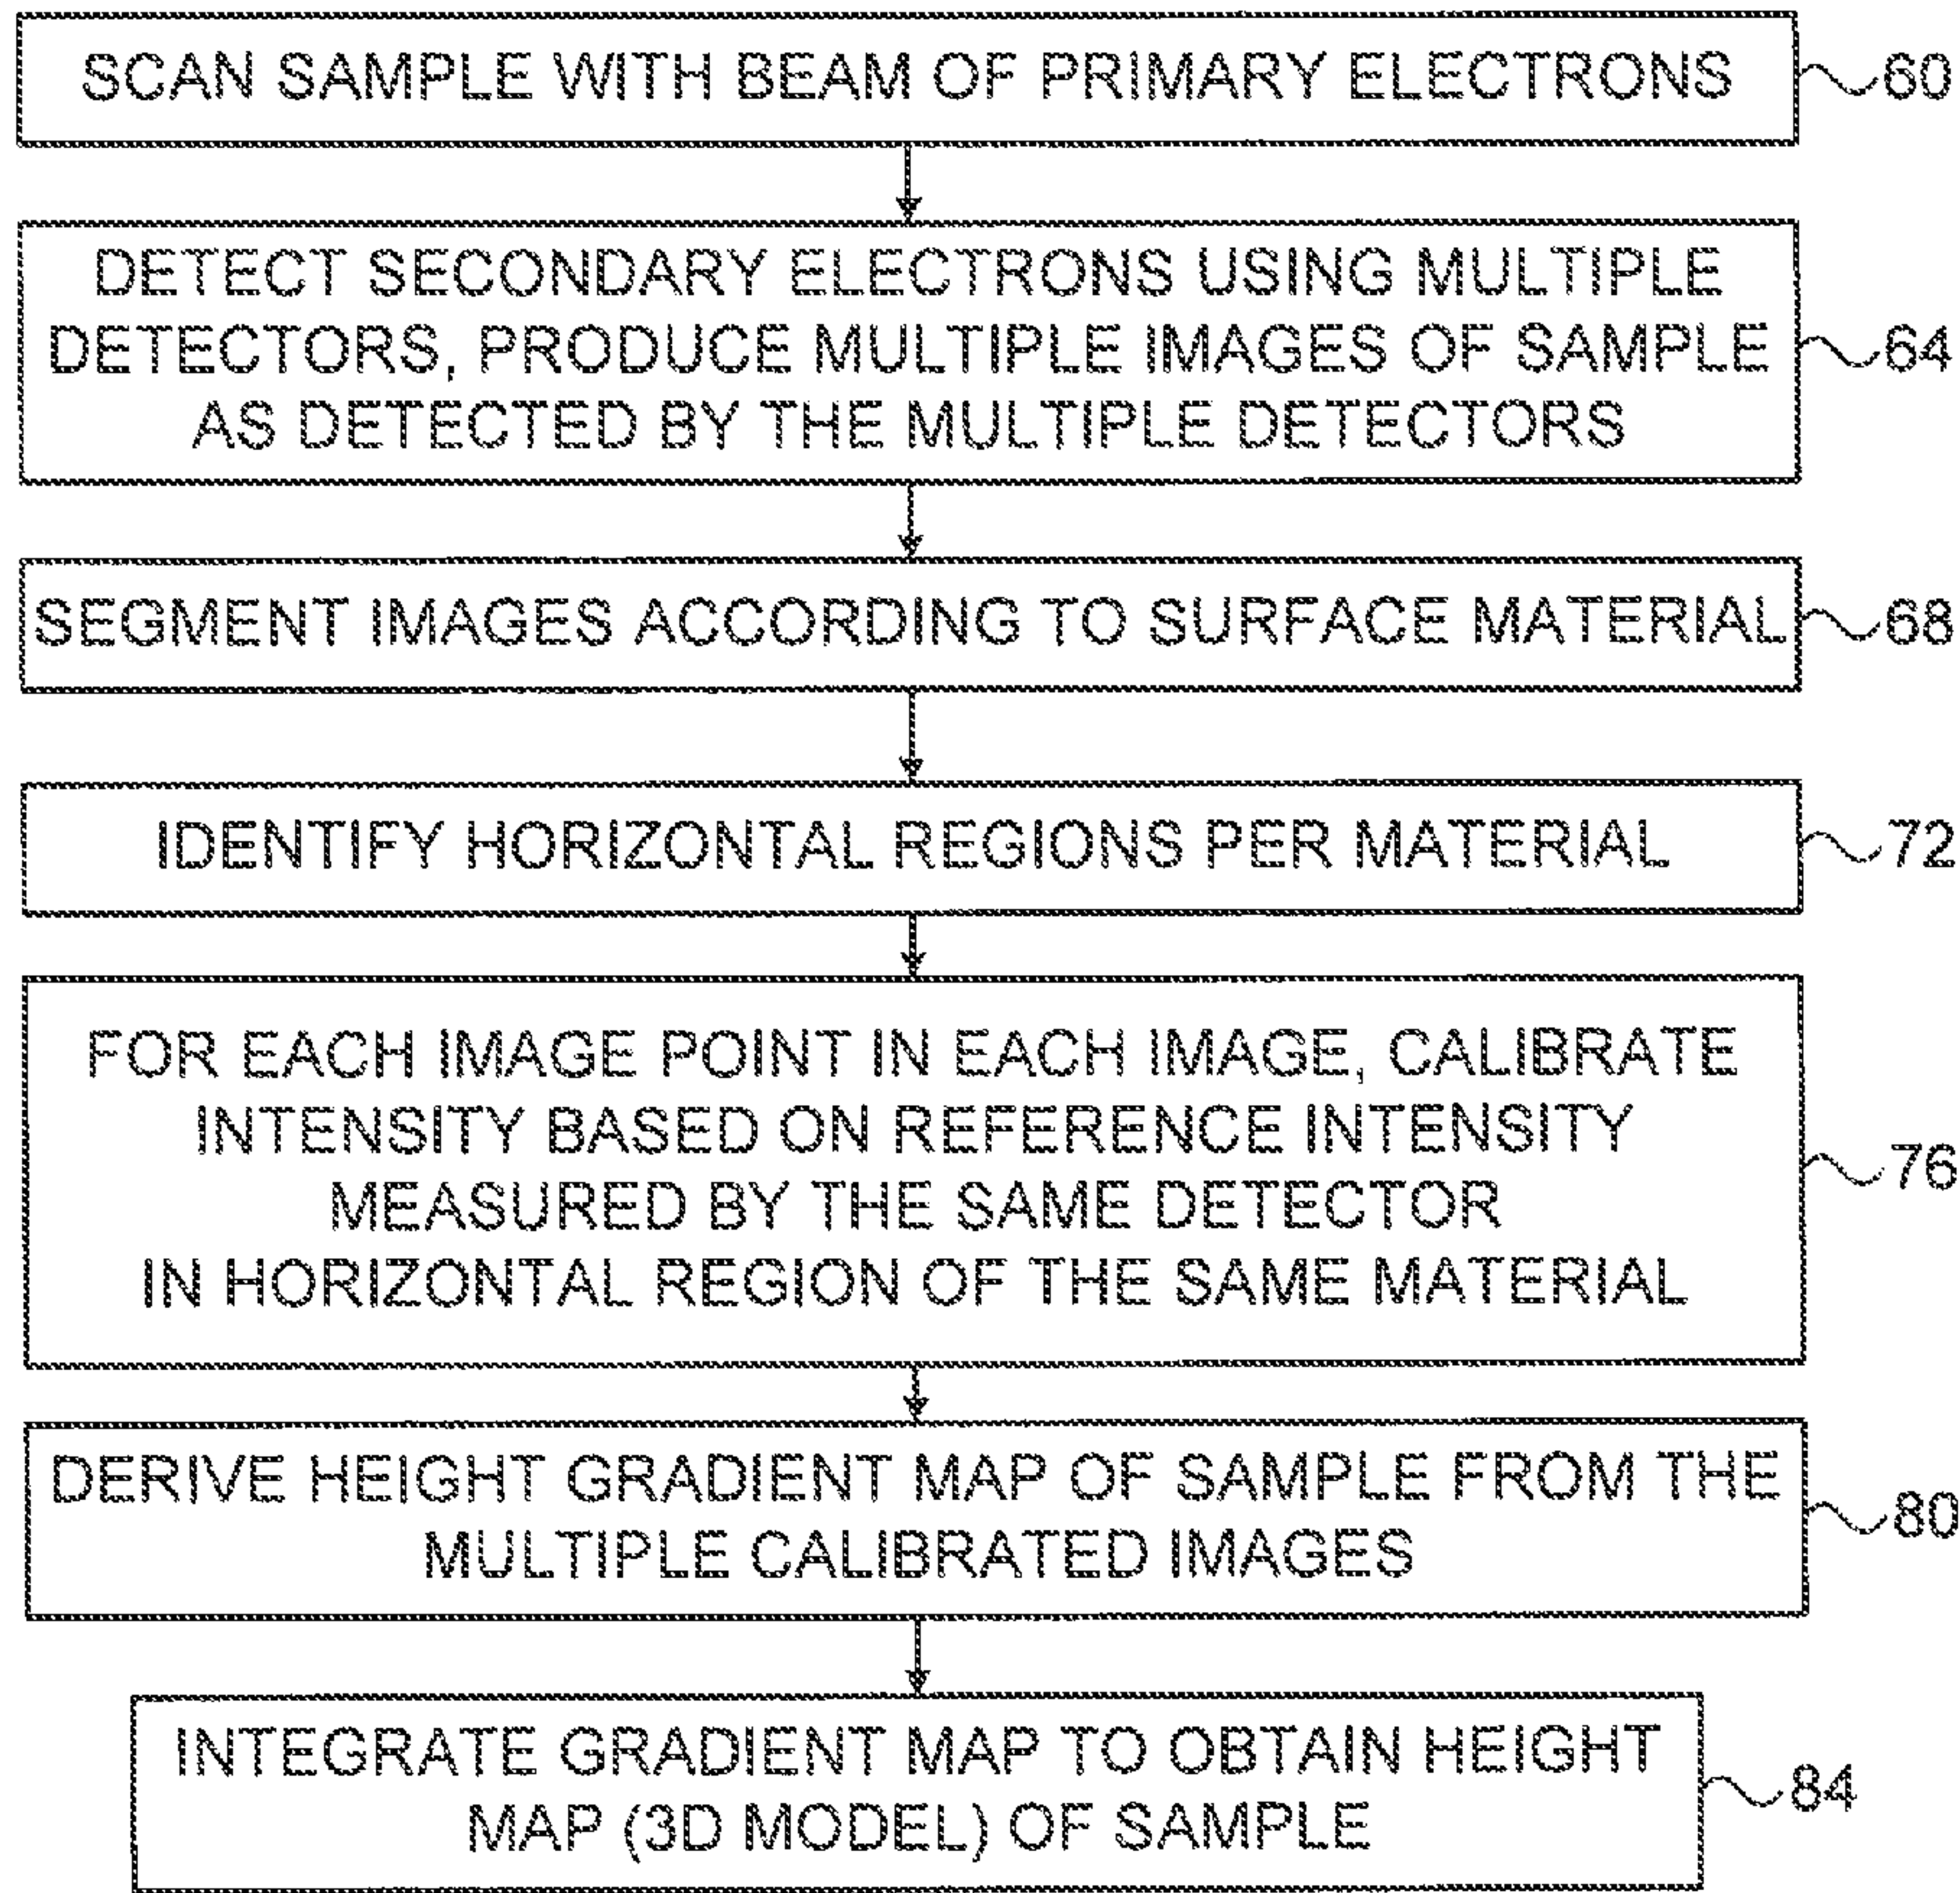 SCAN SAMPLE WITH BEAM OF PRIMARY ELECTRONS 60
DETECT SECONDARY ELECTRONS USING MULTIPLE
DETECTORS, PRODUCE MULTIPLE IMAGES OF SAMPLE 64
AS DETECTED BY THE MULTIPLE DETECTORS
SEGMENT IMAGES ACCORDING TO SURFACE MATERIAL 68
IDENTIFY HORIZONTAL REGIONS PER MATERIAL 72
FOR EACH IMAGE POINT IN EACH IMAGE, CALIBRATE
INTENSITY BASED ON REFERENCE INTENSITY
76
MEASURED BY THE SAME DETECTOR
IN HORIZONTAL REGION OF THE SAME MATERIAL
DERIVE HEIGHT GRADIENT MAP OF SAMPLE FROM THE
80
MULTIPLE CALIBRATED IMAGES
INTEGRATE GRADIENT MAP TO OBTAIN HEIGHT
84
MAP (3D MODEL) OF SAMPLE